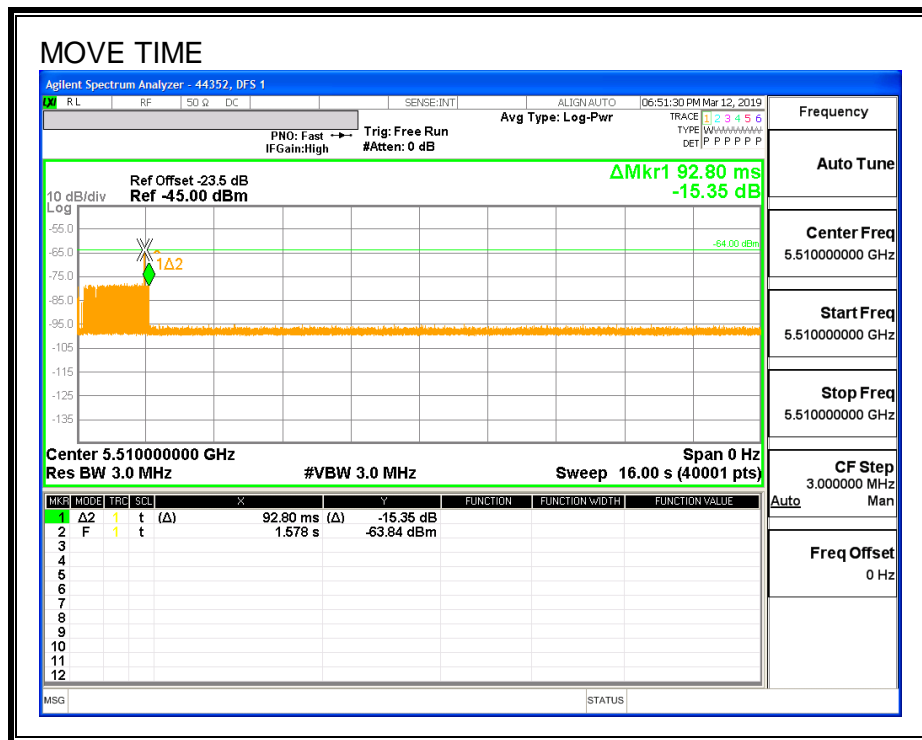 MOVE TIME
Agilent Spectrum Analyzer - 44352, DFS 1
LXI RL RF 50 Ω DC SENSE:INT ALIGN AUTO 06:51:30 PM Mar 12, 2019
Frequency
Avg Type: Log-Pwr
TRACE 1 2 3 4 5 6
PNO: Fast
Trig: Free Run
TYPE W
IFGain:High
#Atten: 0 dB
DET P P P P P P
Auto Tune
ΔMkr1 92.80 ms
-15.35 dB
Ref Offset -23.5 dB
10 dB/div Ref -45.00 dBm
Log
-55.0
-64.00 dBm
-65.0
1Δ2
-75.0
-85.0
-95.0
-105
-115
-125
-135
Center 5.510000000 GHz Span 0 Hz
Res BW 3.0 MHz #VBW 3.0 MHz Sweep 16.00 s (40001 pts)
Center Freq
5.510000000 GHz
Start Freq
5.510000000 GHz
Stop Freq
5.510000000 GHz
CF Step
3.000000 MHz
Auto Man
Freq Offset
0 Hz
MKR MODE TRC SCL X Y FUNCTION FUNCTION WIDTH FUNCTION VALUE
1 Δ2 1 t (Δ) 92.80 ms (Δ) -15.35 dB
2 F 1 t 1.578 s -63.84 dBm
3
4
5
6
7
8
9
10
11
12
MSG STATUS